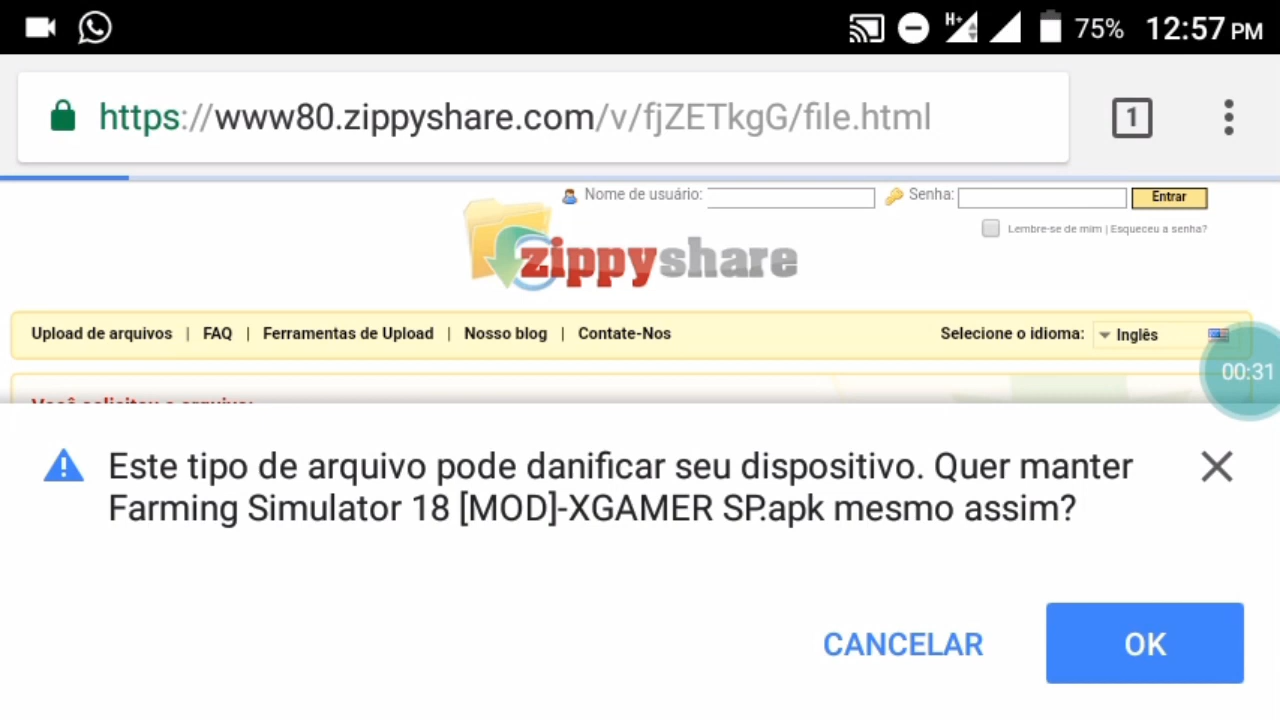 H+ 75% 12:57 PM
https://www80.zippyshare.com/v/fjZETkgG/file.html 1
Nome de usuário: Senha: Entrar
Lembre-se de mim | Esqueceu a senha?
zippyshare
Upload de arquivos | FAQ | Ferramentas de Upload | Nosso blog | Contate-Nos Selecione o idioma: Inglês
00:31
Você solicitou o arquivo:
Este tipo de arquivo pode danificar seu dispositivo. Quer manter
Farming Simulator 18 [MOD]-XGAMER SP.apk mesmo assim?
CANCELAR OK